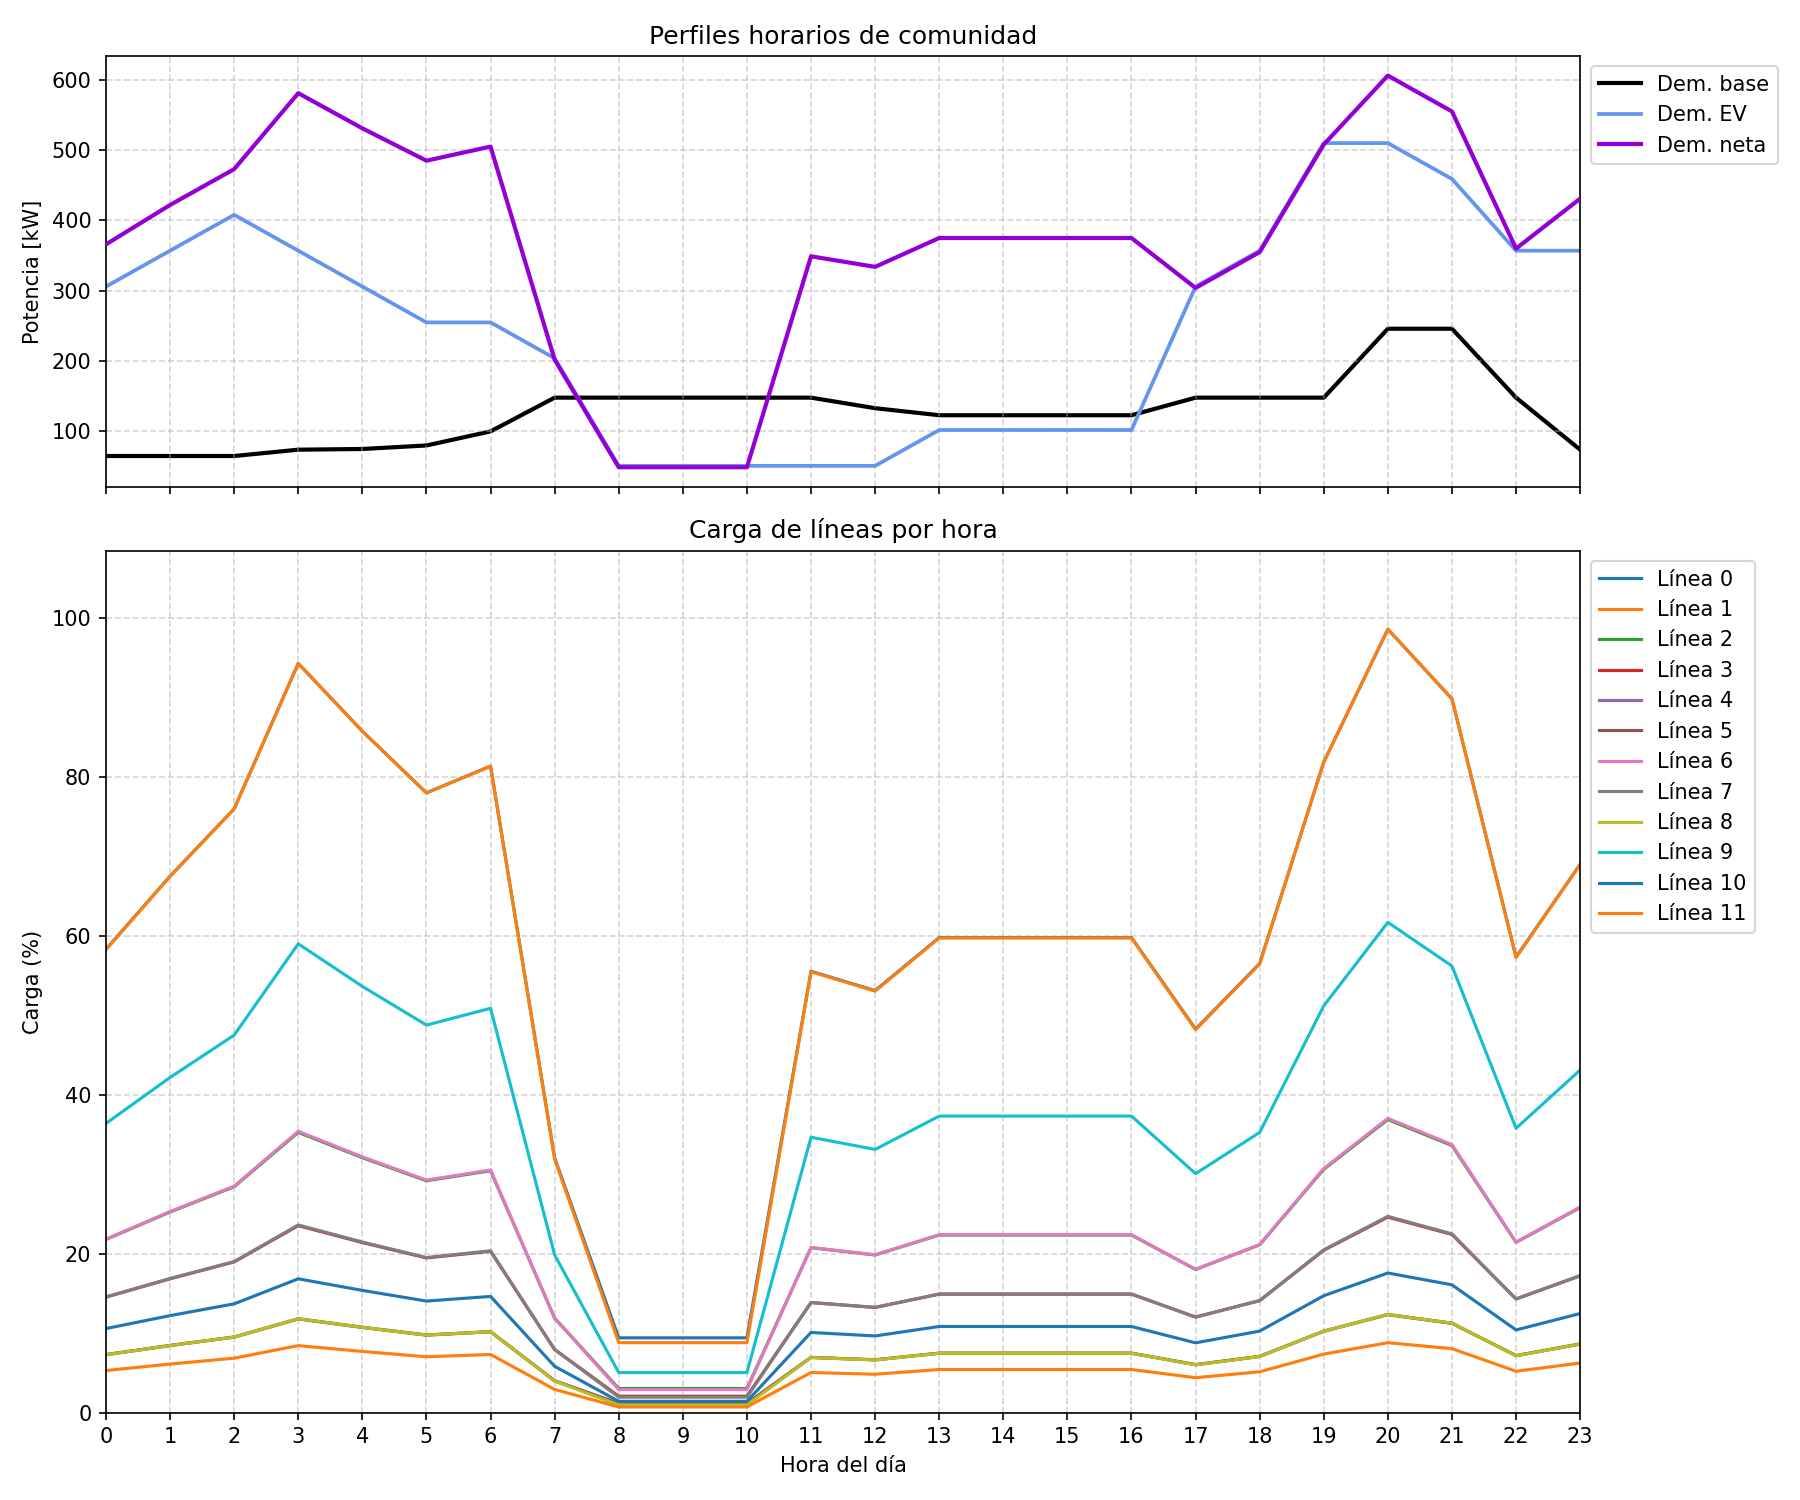 Perfiles horarios de comunidad
600
500
400
300
200
100
Potencia [kW]
Dem. base
Dem. EV
Dem. neta
Carga de líneas por hora
100
80
60
40
20
0
Carga (%)
0 1 2 3 4 5 6 7 8 9 10 11 12 13 14 15 16 17 18 19 20 21 22 23
Hora del día
Línea 0
Línea 1
Línea 2
Línea 3
Línea 4
Línea 5
Línea 6
Línea 7
Línea 8
Línea 9
Línea 10
Línea 11